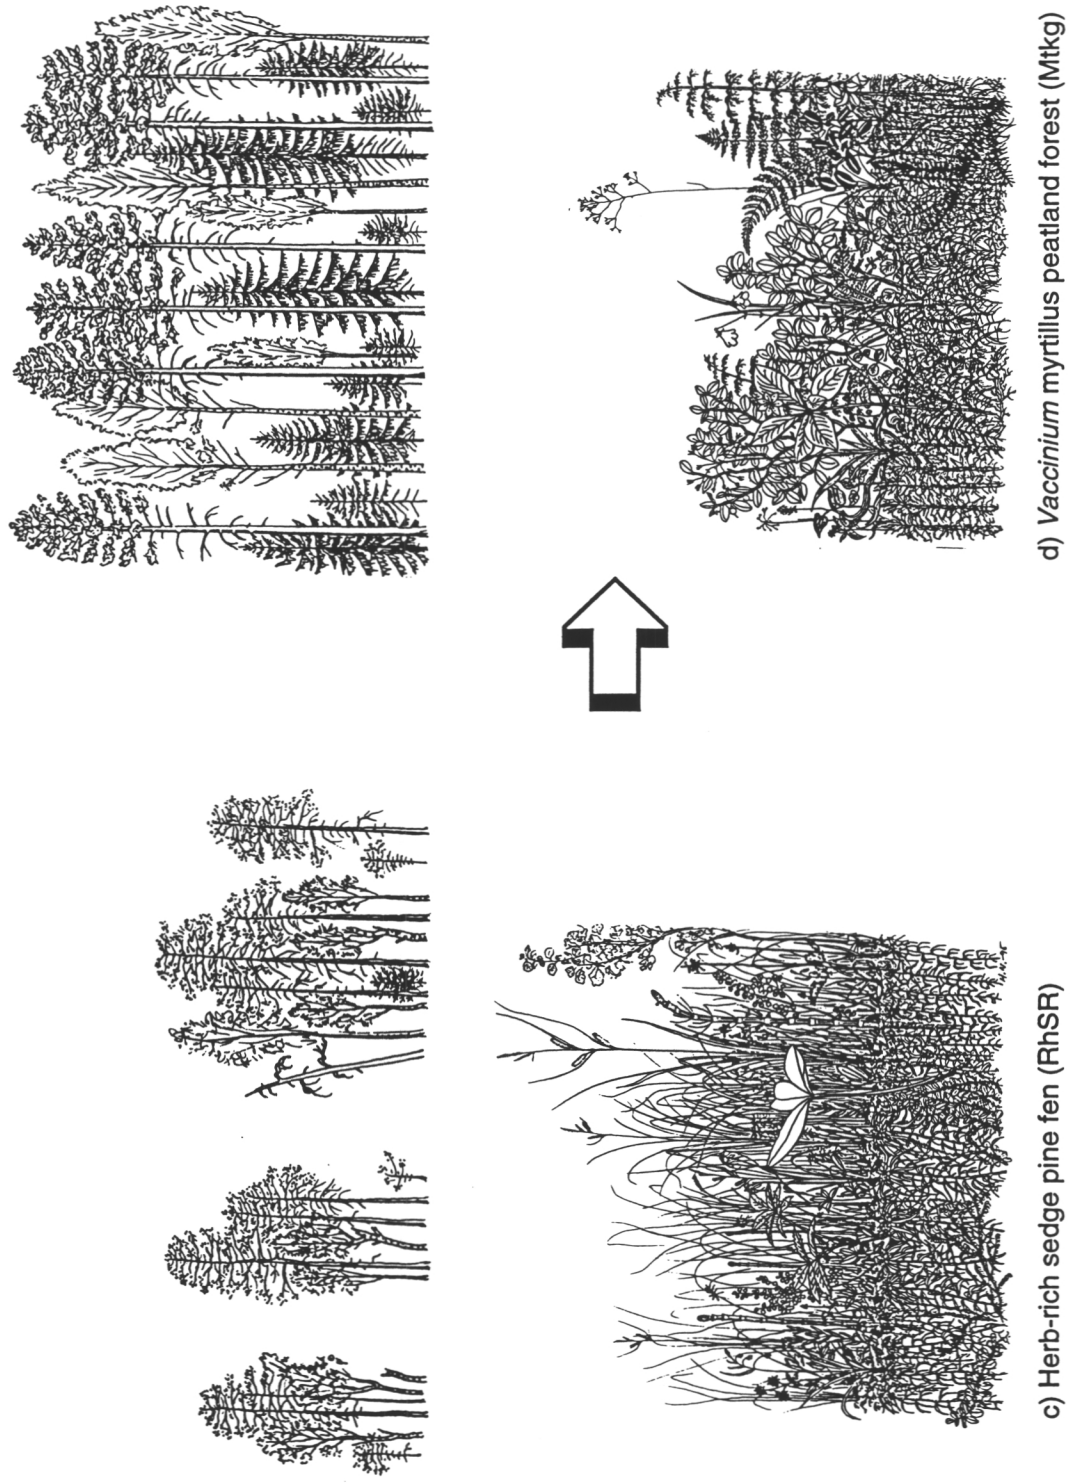 c) Herb-rich sedge pine fen (RhSR)
d) Vaccinium myrtillus peatland forest (Mtkg)